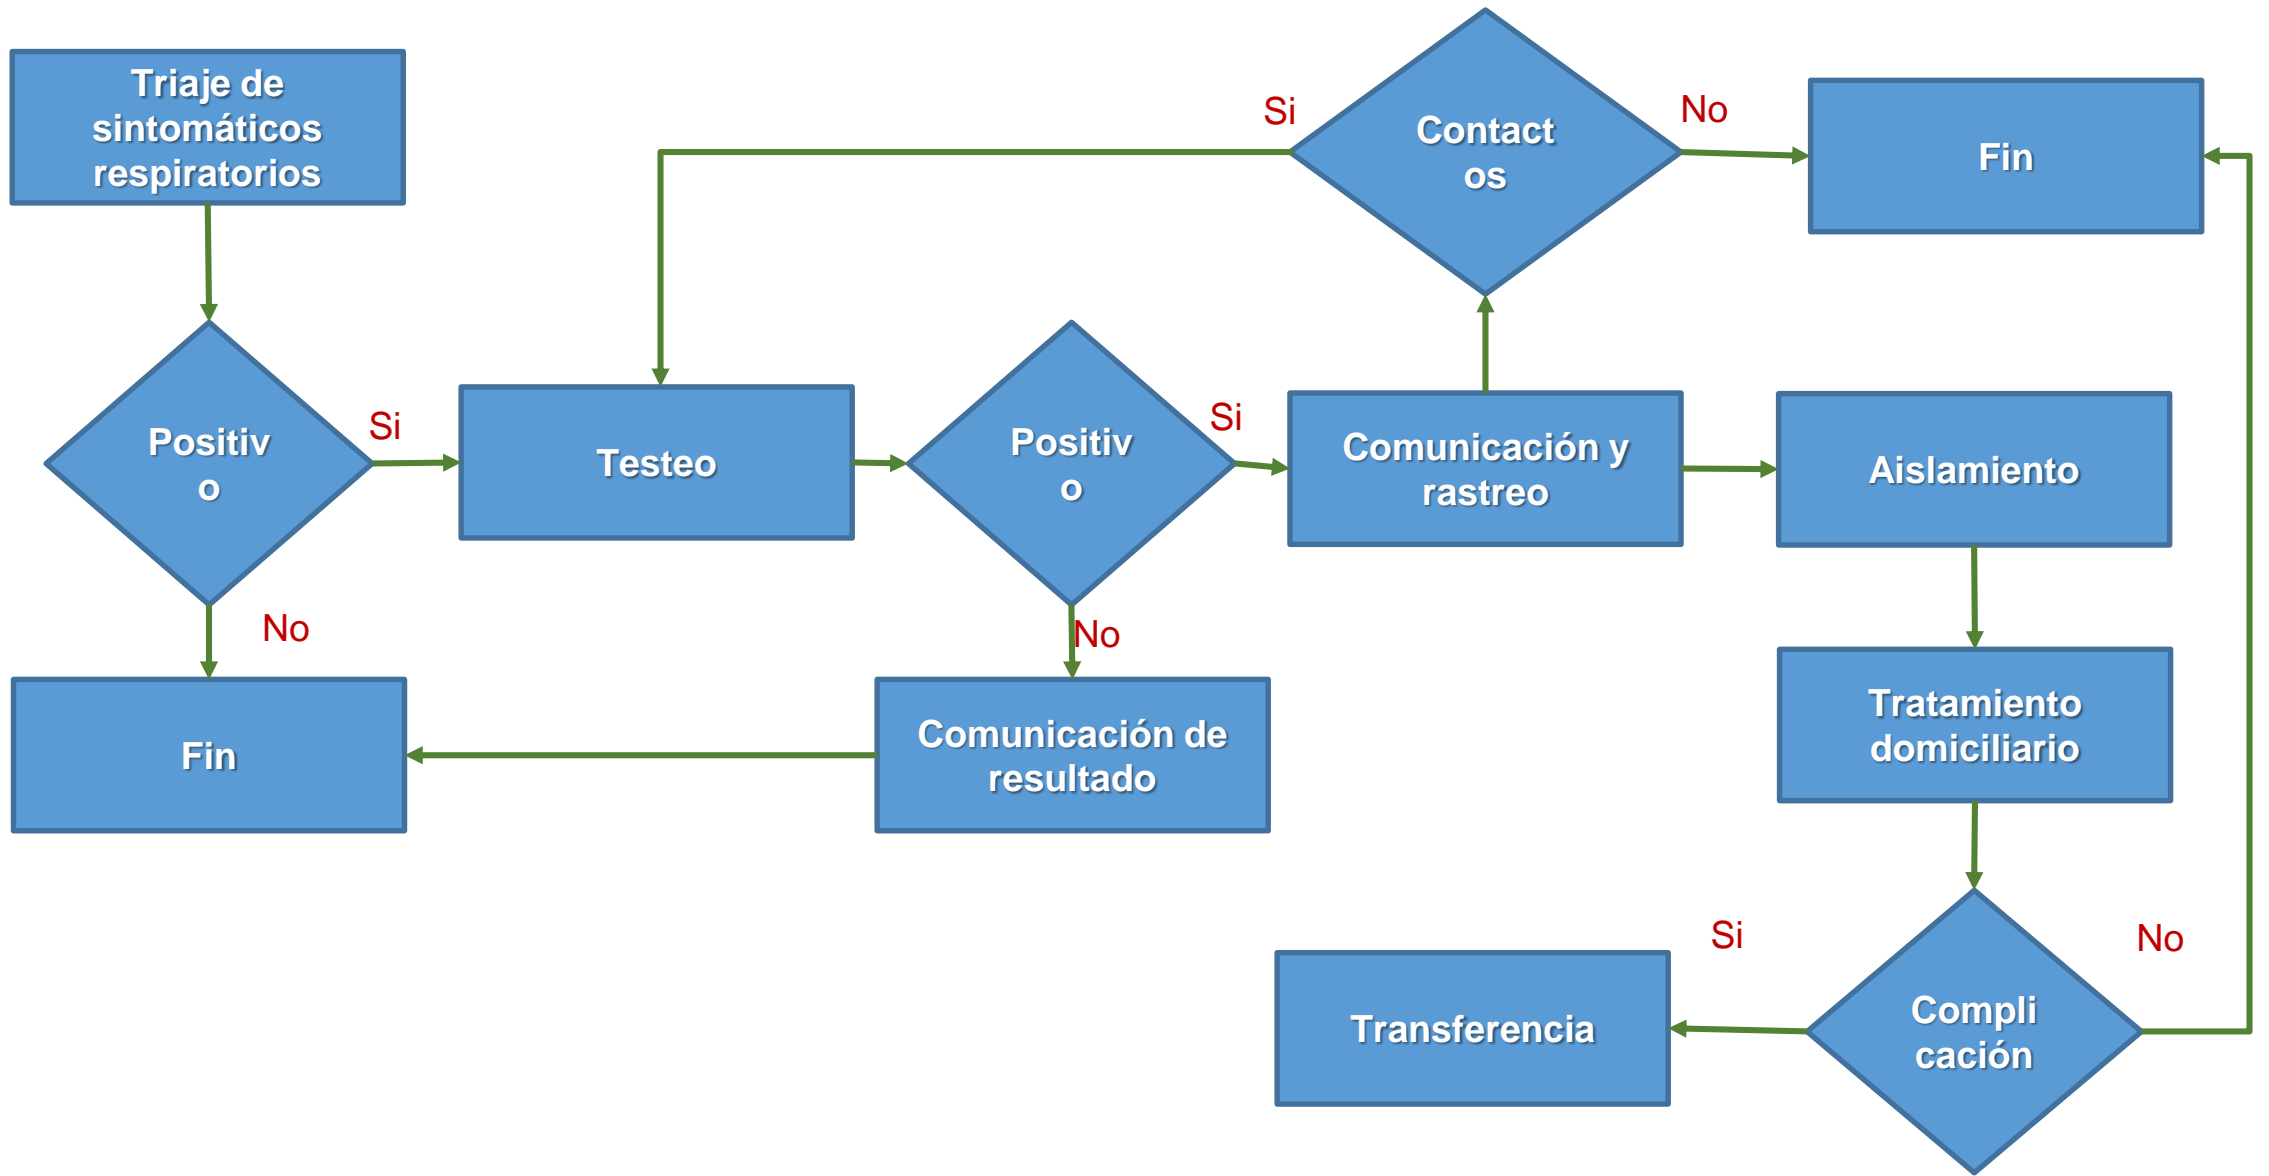 Triaje de
sintomáticos
respiratorios
Si
Contact
os
No
Fin
Positiv
o
Si
Testeo
Positiv
o
Si
Comunicación y
rastreo
Aislamiento
No
No
Fin
Comunicación de
resultado
Tratamiento
domiciliario
Si
No
Transferencia
Compli
cación